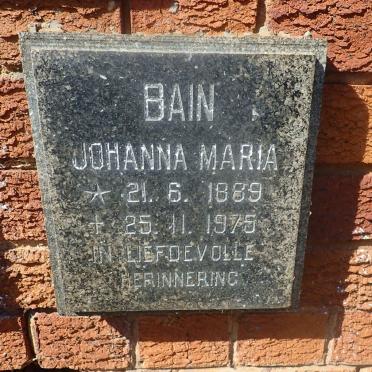 BAIN
JOHANNA MARIA
* 21. 6. 1889
+ 25. 11. 1975
IN LIEFDEVOLLE
HERINNERING